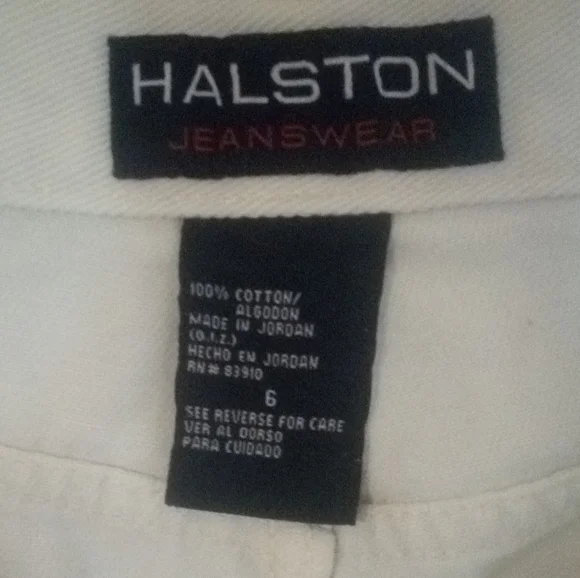 HALSTON
JEANSWEAR
100% COTTON/
ALGODON
MADE IN JORDAN
(Q.I.Z.)
HECHO EN JORDAN
RN# 83910
6
SEE REVERSE FOR CARE
VER AL DORSO
PARA CUIDADO